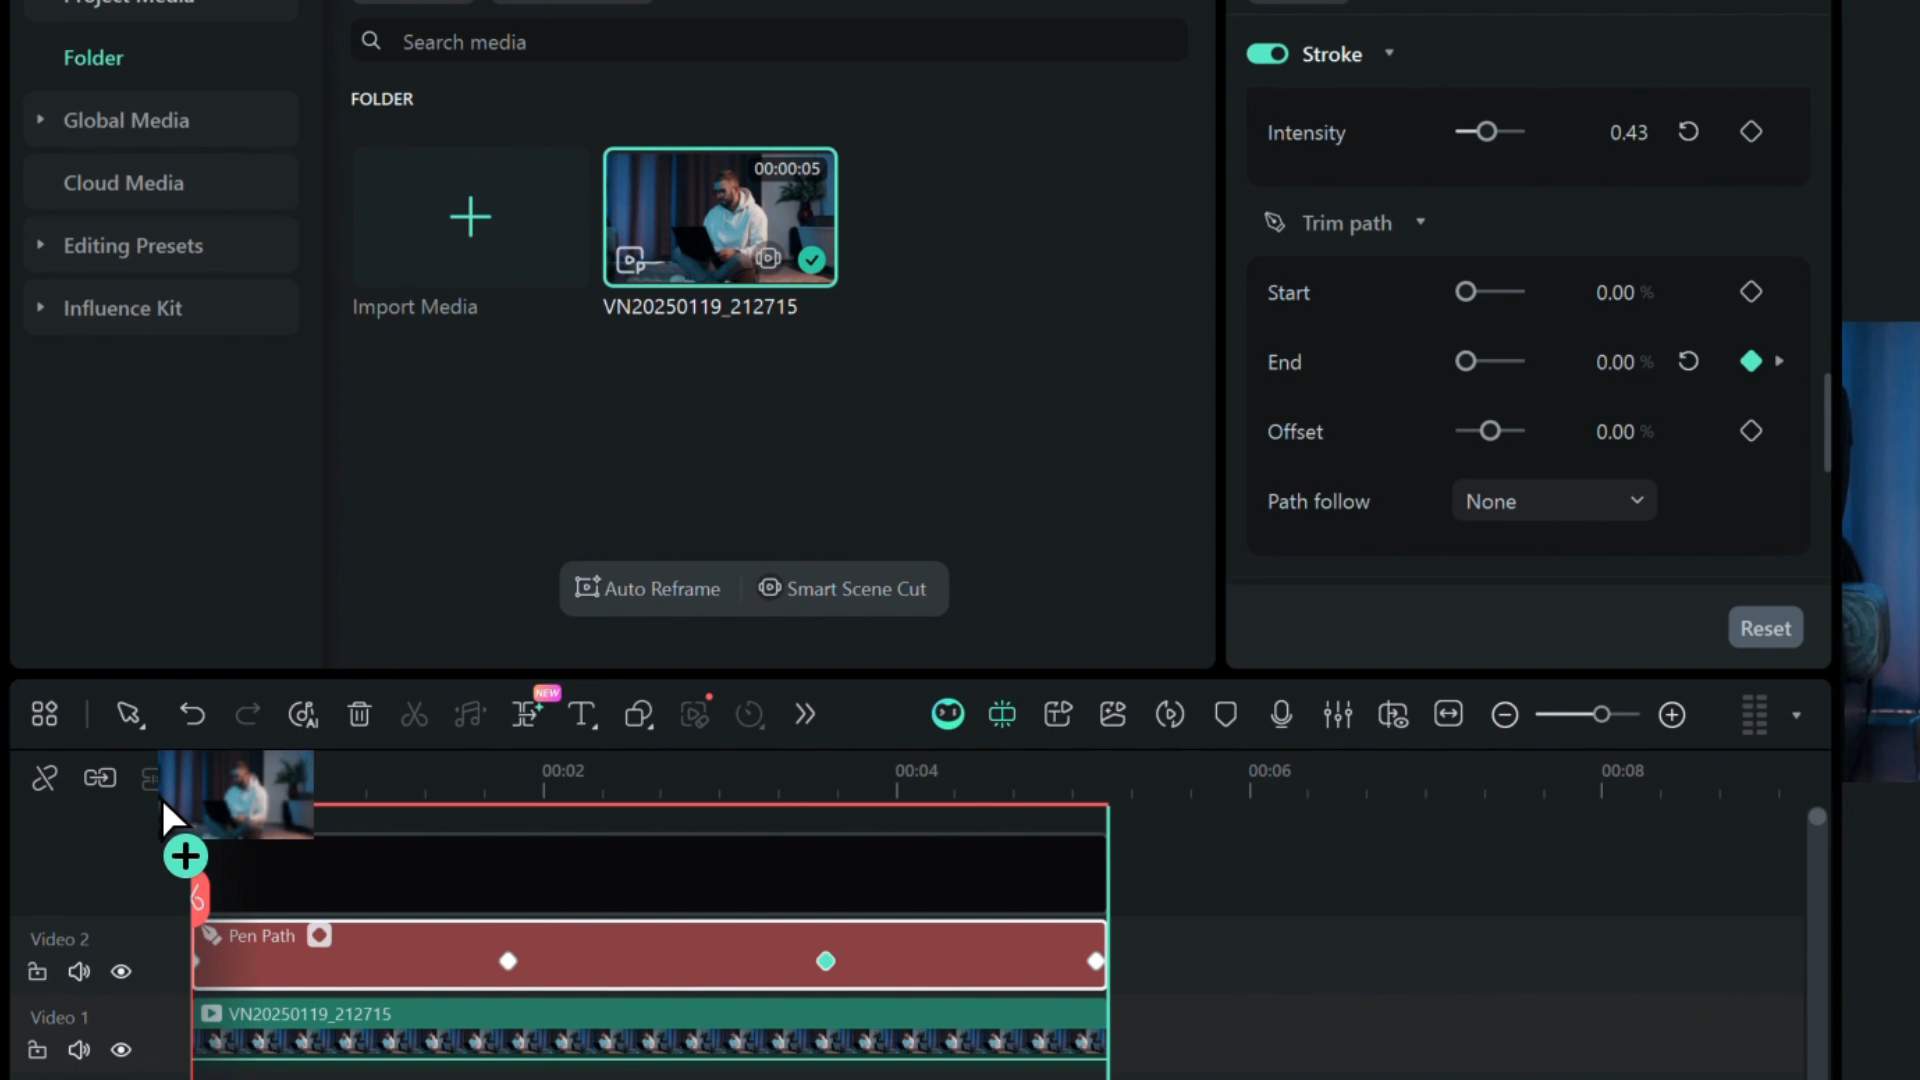 Project Media
Folder
Global Media
Cloud Media
Editing Presets
Influence Kit
Search media
FOLDER
00:00:05
Import Media
VN20250119_212715
Auto Reframe
Smart Scene Cut
Stroke
Intensity
0.43
Trim path
Start
0.00 %
End
0.00 %
Offset
0.00 %
Path follow
None
Reset
NEW
AI
00:02
00:04
00:06
00:08
Video 2
Pen Path
Video 1
VN20250119_212715